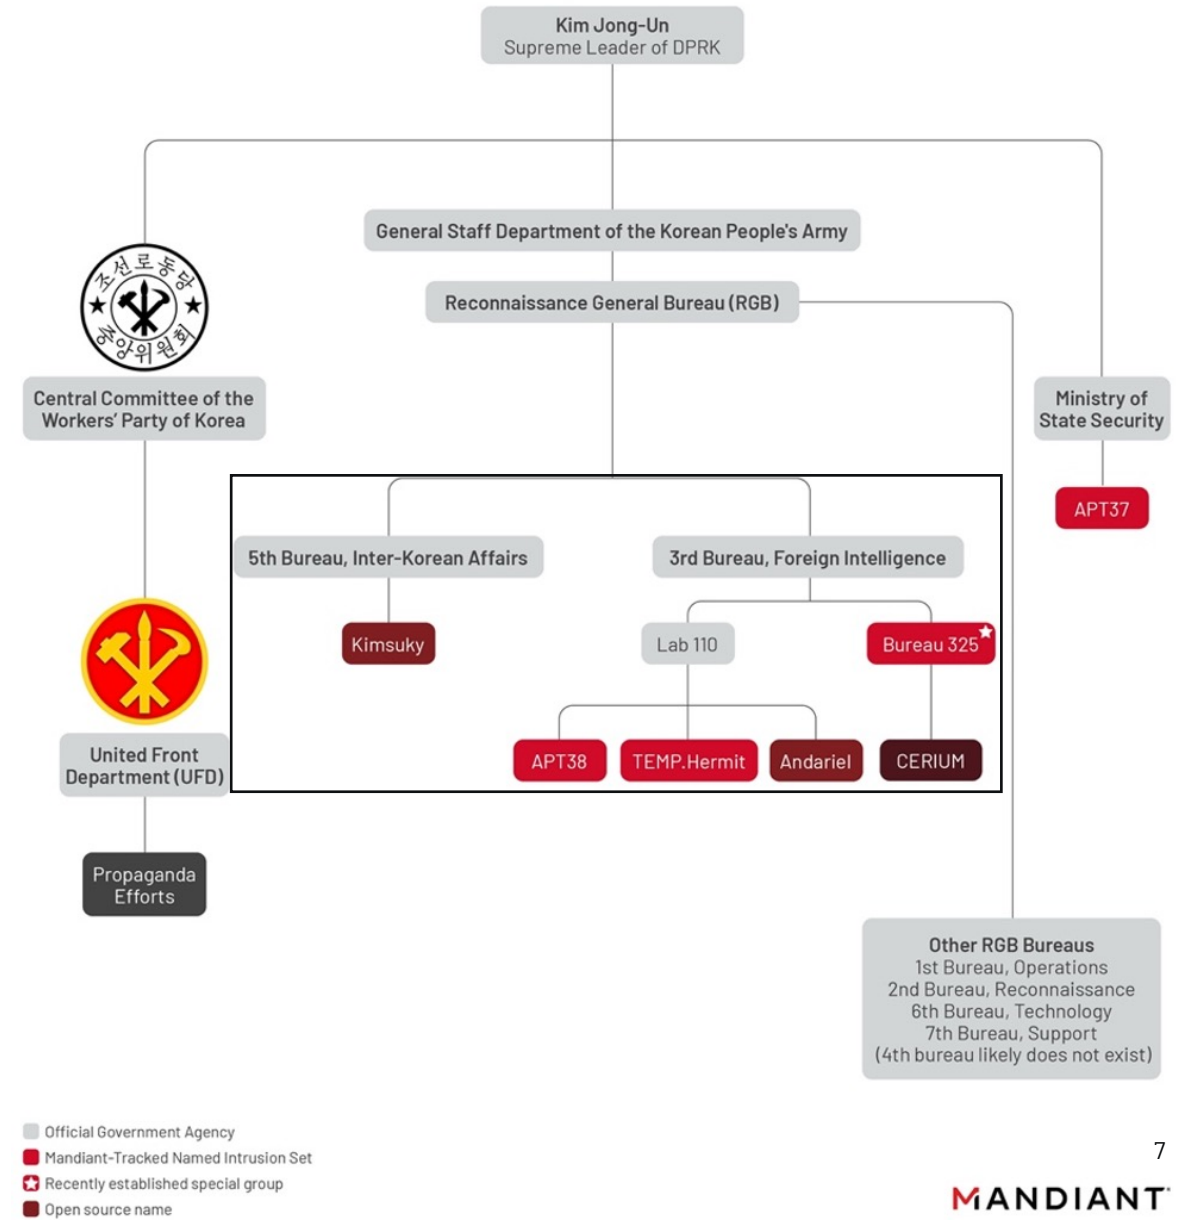 Kim Jong-Un
Supreme Leader of DPRK
General Staff Department of the Korean People's Army
Reconnaissance General Bureau (RGB)
조선로동당
중앙위원회
Central Committee of the
Workers' Party of Korea
Ministry of
State Security
APT37
5th Bureau, Inter-Korean Affairs
3rd Bureau, Foreign Intelligence
Kimsuky
Lab 110
Bureau 325
APT38
TEMP.Hermit
Andariel
CERIUM
United Front
Department (UFD)
Propaganda
Efforts
Other RGB Bureaus
1st Bureau, Operations
2nd Bureau, Reconnaissance
6th Bureau, Technology
7th Bureau, Support
(4th bureau likely does not exist)
Official Government Agency
Mandiant-Tracked Named Intrusion Set
Recently established special group
Open source name
7
MANDIANT